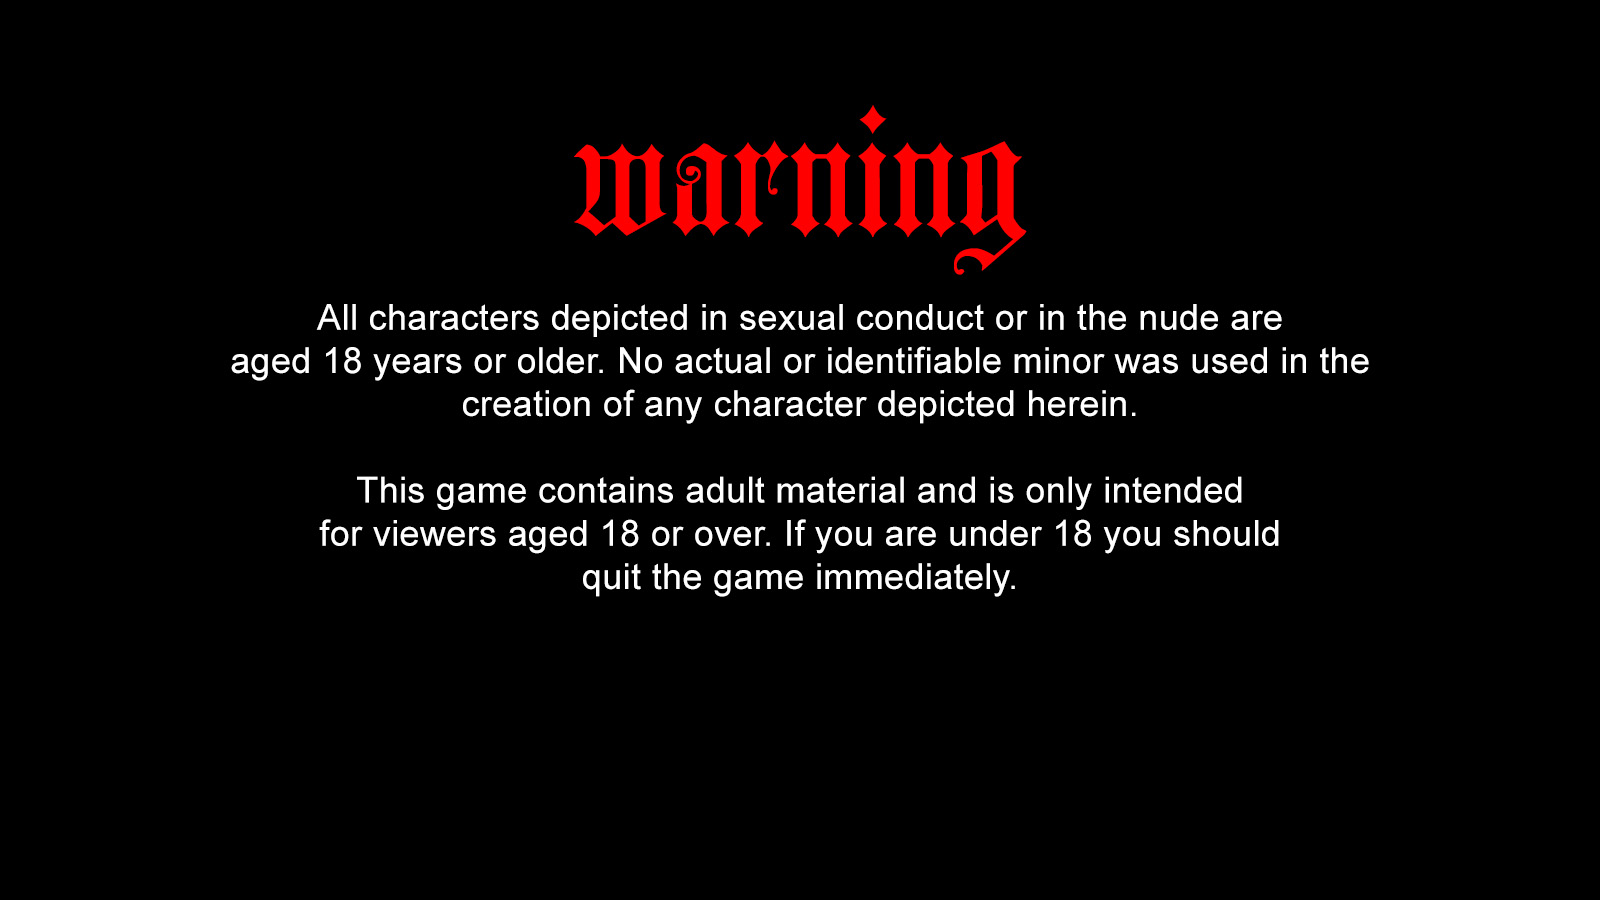 warning
All characters depicted in sexual conduct or in the nude are
aged 18 years or older. No actual or identifiable minor was used in the
creation of any character depicted herein.
This game contains adult material and is only intended
for viewers aged 18 or over. If you are under 18 you should
quit the game immediately.